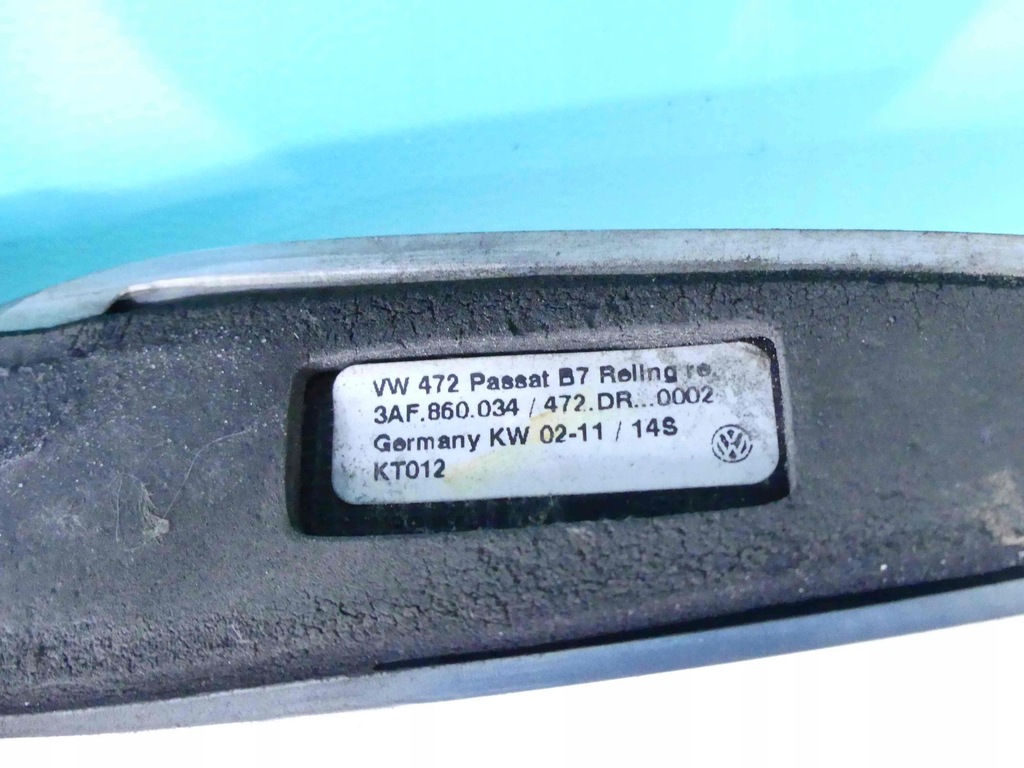 VW 472 Passat B7 Reling re.
3AF.860.034 / 472.DR...0002
Germany KW 02-11 / 14S
KT012